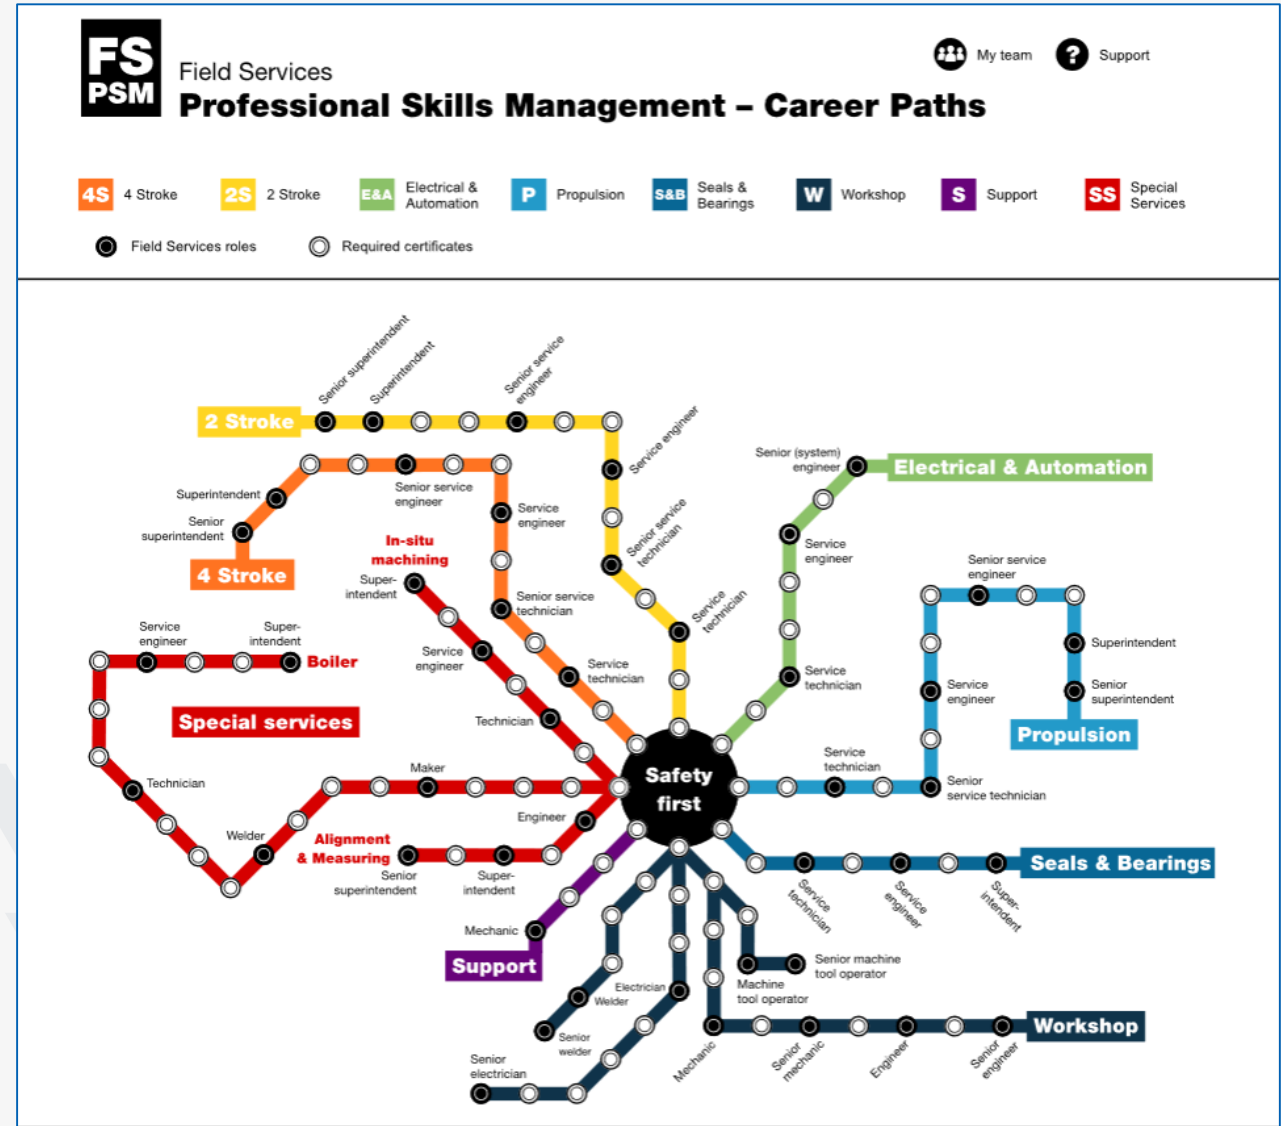 FS
PSM
Field Services
Professional Skills Management – Career Paths
My team
? Support
4S 4 Stroke
2S 2 Stroke
E&A Electrical &
Automation
P Propulsion
S&B Seals &
Bearings
W Workshop
S Support
SS Special
Services
Field Services roles
Required certificates
Senior superintendent
Superintendent
Senior service
engineer
2 Stroke
Service engineer
Senior service
technician
Service
technician
Superintendent
Senior
superintendent
4 Stroke
Senior service
engineer
Service
engineer
Senior service
technician
Service
technician
In-situ
machining
Super-
intendent
Service
engineer
Technician
Senior (system)
engineer
Electrical & Automation
Service
engineer
Service
technician
Service
engineer
Super-
intendent
Boiler
Special services
Technician
Welder
Maker
Alignment
& Measuring
Engineer
Senior
superintendent
Super-
intendent
Safety
first
Senior service
engineer
Superintendent
Senior
superintendent
Propulsion
Service
engineer
Service
technician
Senior
service technician
Seals & Bearings
Service
technician
Service
engineer
Super-
intendent
Mechanic
Support
Welder
Senior
welder
Electrician
Senior
electrician
Machine
tool operator
Senior machine
tool operator
Workshop
Mechanic
Senior
mechanic
Engineer
Senior
engineer